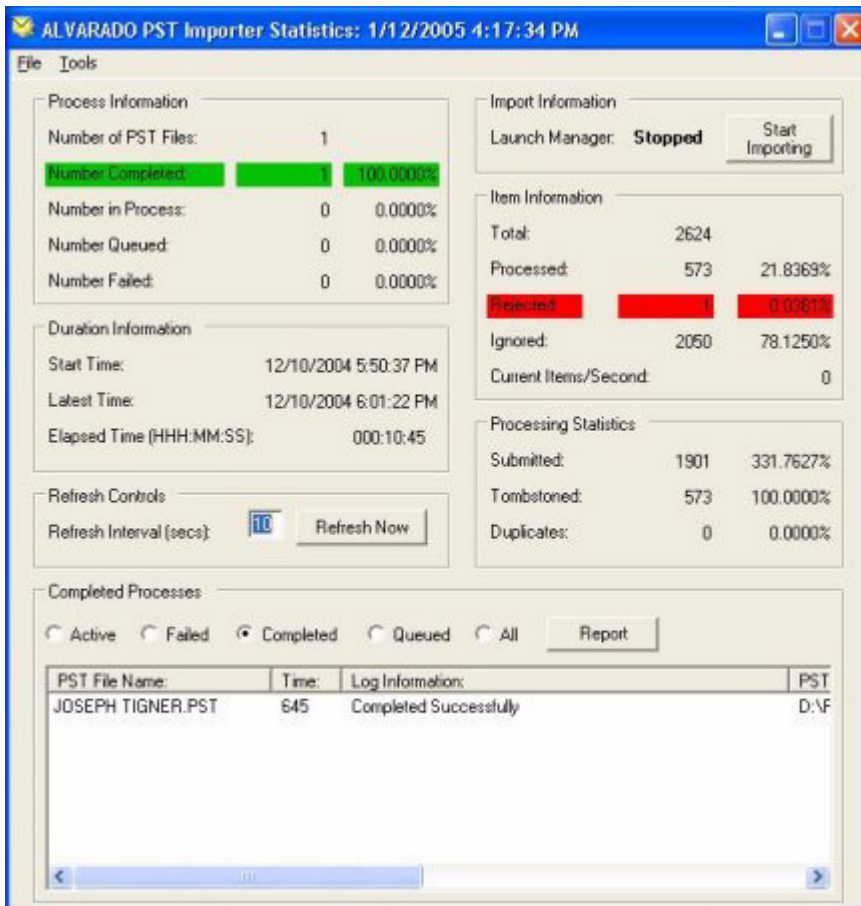 ALVARADO PST Importer Statistics: 1/12/2005 4:17:34 PM
File Tools
Process Information
Number of PST Files: 1
Number Completed: 1 100.0000%
Number in Process: 0 0.0000%
Number Queued: 0 0.0000%
Number Failed: 0 0.0000%
Duration Information
Start Time: 12/10/2004 5:50:37 PM
Latest Time: 12/10/2004 6:01:22 PM
Elapsed Time (HHH:MM:SS): 000:10:45
Refresh Controls
Refresh Interval (secs): 10 Refresh Now
Import Information
Launch Manager: Stopped Start Importing
Item Information
Total: 2624
Processed: 573 21.8369%
Rejected: 1 0.0381%
Ignored: 2050 78.1250%
Current Items/Second: 0
Processing Statistics
Submitted: 1901 331.7627%
Tombstoned: 573 100.0000%
Duplicates: 0 0.0000%
Completed Processes
Active Failed Completed Queued All Report
PST File Name: Time: Log Information: PST
JOSEPH TIGNER.PST 645 Completed Successfully D:\F